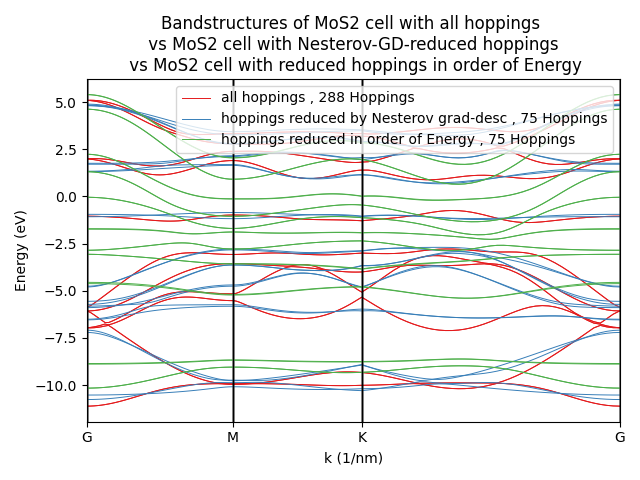 Bandstructures of MoS2 cell with all hoppings
vs MoS2 cell with Nesterov-GD-reduced hoppings
vs MoS2 cell with reduced hoppings in order of Energy
all hoppings , 288 Hoppings
hoppings reduced by Nesterov grad-desc , 75 Hoppings
hoppings reduced in order of Energy , 75 Hoppings
Energy (eV)
5.0
2.5
0.0
−2.5
−5.0
−7.5
−10.0
G M K G
k (1/nm)